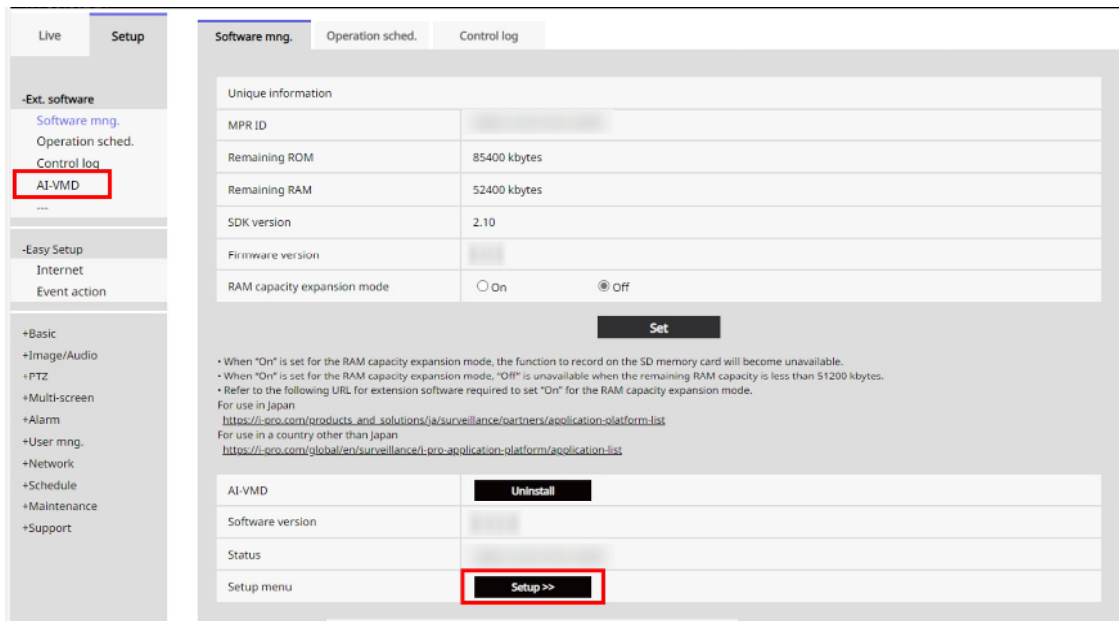 Live Setup
-Ext. software
Software mng.
Operation sched.
Control log
AI-VMD
---
-Easy Setup
Internet
Event action
+Basic
+Image/Audio
+PTZ
+Multi-screen
+Alarm
+User mng.
+Network
+Schedule
+Maintenance
+Support
Software mng. Operation sched. Control log
Unique information
MPR ID
Remaining ROM 85400 kbytes
Remaining RAM 52400 kbytes
SDK version 2.10
Firmware version
RAM capacity expansion mode On Off
Set
• When "On" is set for the RAM capacity expansion mode, the function to record on the SD memory card will become unavailable.
• When "On" is set for the RAM capacity expansion mode, "Off" is unavailable when the remaining RAM capacity is less than 51200 kbytes.
• Refer to the following URL for extension software required to set "On" for the RAM capacity expansion mode.
For use in Japan
https://i-pro.com/products_and_solutions/ja/surveillance/partners/application-platform-list
For use in a country other than Japan
https://i-pro.com/global/en/surveillance/i-pro-application-platform/application-list
AI-VMD Uninstall
Software version
Status
Setup menu Setup >>